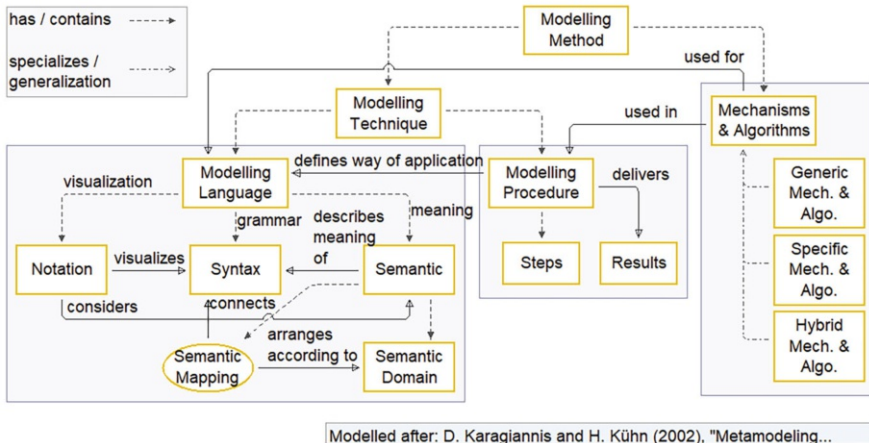 has / contains
specializes /
generalization
Modelling
Method
used for
Modelling
Technique
used in
Mechanisms
& Algorithms
Modelling
Language
defines way of application
Modelling
Procedure
delivers
visualization
grammar
describes
meaning
of
meaning
Generic
Mech. &
Algo.
Notation
visualizes
Syntax
Semantic
Steps
Results
Specific
Mech. &
Algo.
considers
connects
Semantic
Mapping
arranges
according to
Semantic
Domain
Hybrid
Mech. &
Algo.
Modelled after: D. Karagiannis and H. Kühn (2002), "Metamodeling...